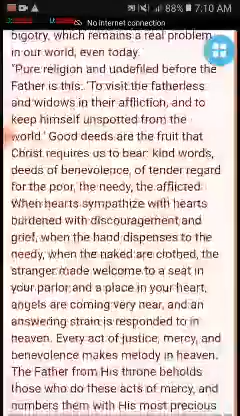 88% 7:10 AM
No internet connection
bigotry, which remains a real problem
in our world, even today.
"Pure religion and undefiled before the
Father is this: 'To visit the fatherless
and widows in their affliction, and to
keep himself unspotted from the
world.' Good deeds are the fruit that
Christ requires us to bear: kind words,
deeds of benevolence, of tender regard
for the poor, the needy, the afflicted.
When hearts sympathize with hearts
burdened with discouragement and
grief, when the hand dispenses to the
needy, when the naked are clothed, the
stranger made welcome to a seat in
your parlor and a place in your heart,
angels are coming very near, and an
answering strain is responded to in
heaven. Every act of justice, mercy, and
benevolence makes melody in heaven.
The Father from His throne beholds
those who do these acts of mercy, and
numbers them with His most precious